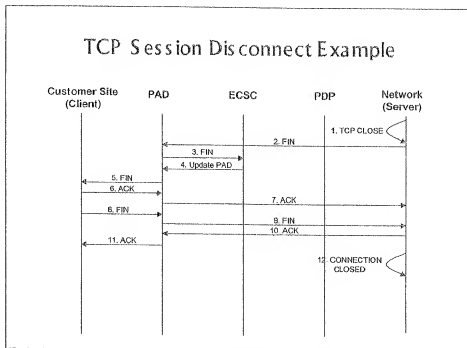 TCP Session Disconnect Example
Customer Site
(Client)
PAD
ECSC
PDP
Network
(Server)
1. TCP CLOSE
2. FIN
3. FIN
4. Update PAD
5. FIN
6. ACK
7. ACK
8. FIN
9. FIN
10. ACK
11. ACK
12. CONNECTION
CLOSED